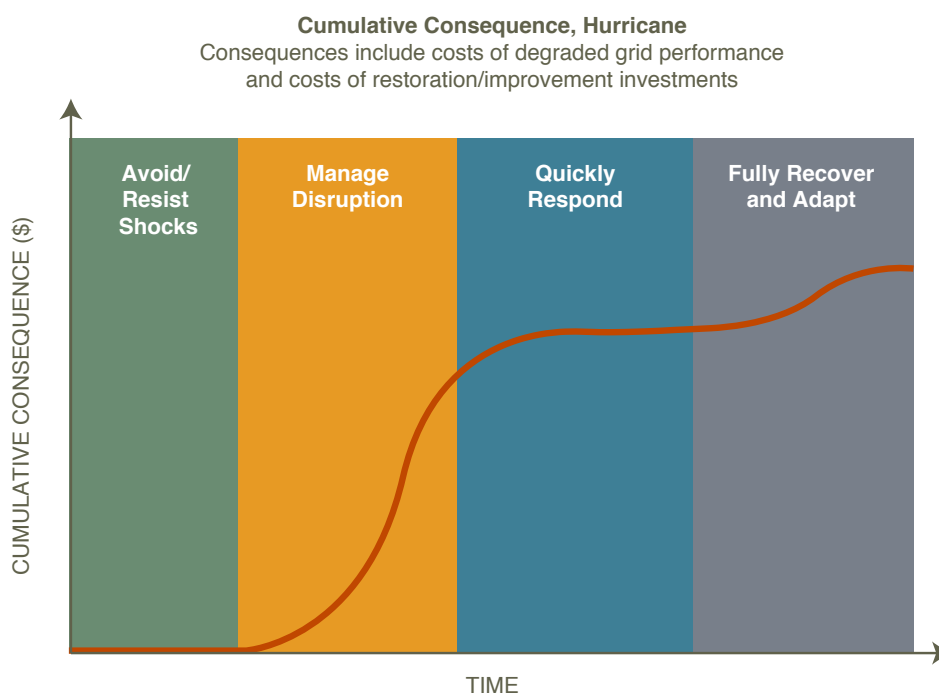 Cumulative Consequence, Hurricane
Consequences include costs of degraded grid performance
and costs of restoration/improvement investments
Avoid/
Resist
Shocks
Manage
Disruption
Quickly
Respond
Fully Recover
and Adapt
CUMULATIVE CONSEQUENCE ($)
TIME